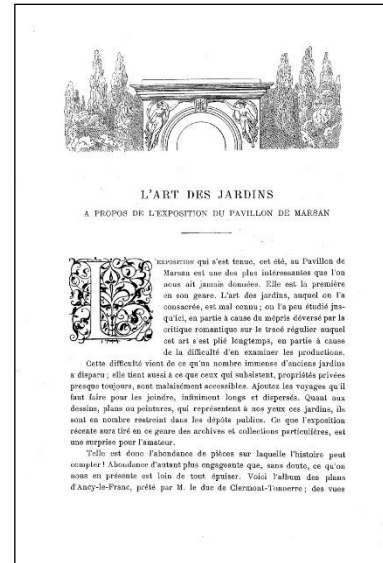 L'ART DES JARDINS
A PROPOS DE L'EXPOSITION DU PAVILLON DE MARSAN
L'EXPOSITION qui s'est tenue, cet été, au Pavillon de
Marsan est une des plus intéressantes que l'on
nous ait jamais données. Elle est la première
en son genre. L'art des jardins, auquel on l'a
consacrée, est mal connu; on l'a peu étudié jus-
qu'ici, en partie à cause du mépris déversé par la
critique romantique sur le tracé régulier auquel
cet art s'est plié longtemps, en partie à cause
de la difficulté d'en examiner les productions.
Cette difficulté vient de ce qu'un nombre immense d'anciens jardins
a disparu; elle tient aussi à ce que ceux qui subsistent, propriétés privées
presque toujours, sont malaisément accessibles. Ajoutez les voyages qu'il
faut faire pour les joindre, infiniment longs et dispersés. Quant aux
dessins, plans ou peintures, qui représentent à nos yeux ces jardins, ils
sont en nombre restreint dans les dépôts publics. Ce que l'exposition
récente aura tiré en ce genre des archives et collections particulières, est
une surprise pour l'amateur.
Telle est donc l'abondance de pièces sur laquelle l'histoire peut
compter! Abondance d'autant plus engageante que, sans doute, ce qu'on
nous en présente est loin de tout épuiser. Voici l'album des plans
d'Ancy-le-Franc, prêté par M. le duc de Clermont-Tonnerre; des vues